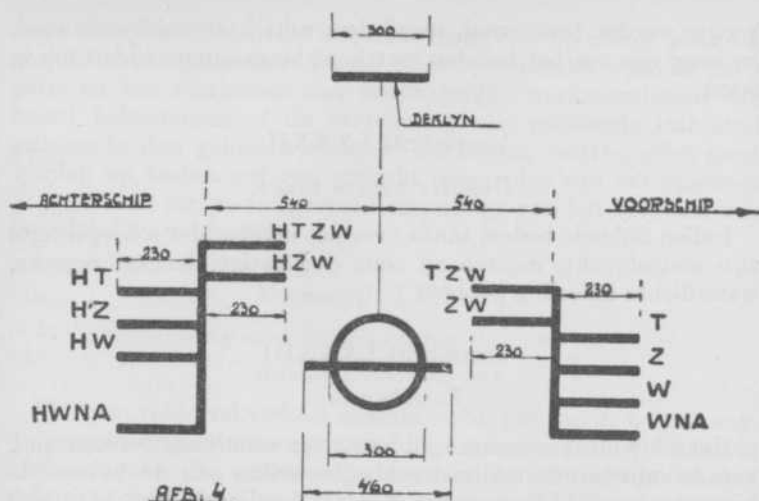 300
DEKLYN
ACHTERSCHIP
540
540
VOORSCHIP
HTZW
230
HZW
TZW
230
HT
ZW
HZ
230
T
HW
230
Z
W
HWNA
WNA
300
AFB. 4
460